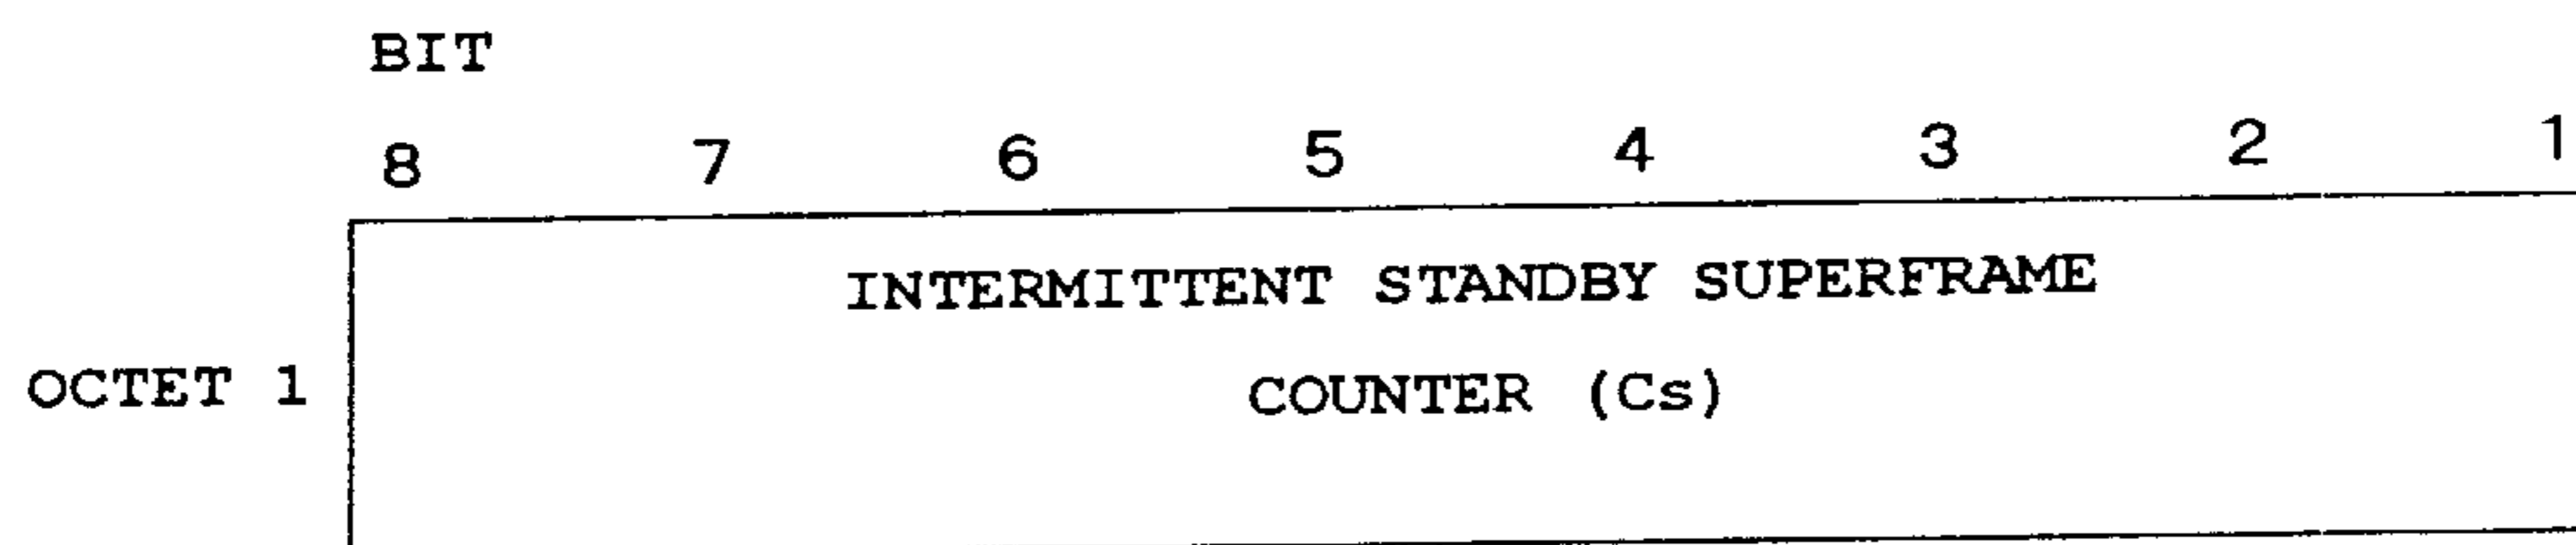 BIT
8 7 6 5 4 3 2 1
INTERMITTENT STANDBY SUPERFRAME
OCTET 1 COUNTER (Cs)